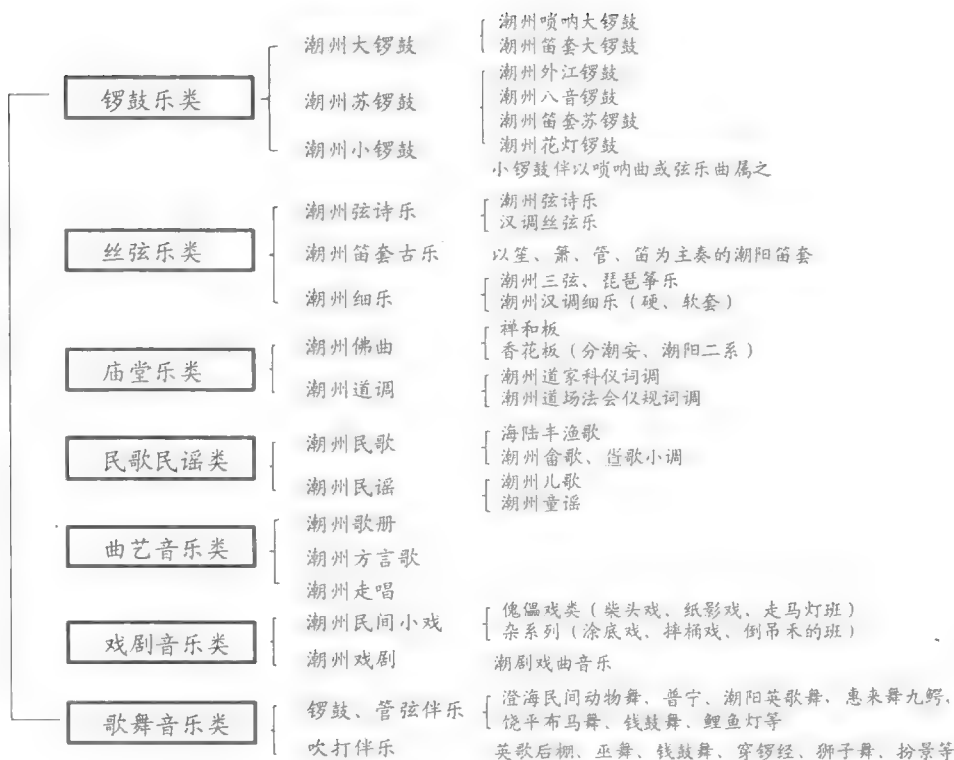 锣鼓乐类
潮州大锣鼓
潮州唢呐大锣鼓
潮州笛套大锣鼓
潮州苏锣鼓
潮州外江锣鼓
潮州八音锣鼓
潮州笛套苏锣鼓
潮州花灯锣鼓
潮州小锣鼓
小锣鼓伴以唢呐曲或弦乐曲属之
丝弦乐类
潮州弦诗乐
潮州弦诗乐
汉调丝弦乐
潮州笛套古乐
以笙、箫、管、笛为主奏的潮阳笛套
潮州细乐
潮州三弦、琵琶筝乐
潮州汉调细乐（硬、软套）
庙堂乐类
潮州佛曲
禅和板
香花板（分潮安、潮阳二系）
潮州道调
潮州道家科仪词调
潮州道场法会仪规词调
民歌民谣类
潮州民歌
海陆丰渔歌
潮州畲歌、歌小调
潮州民谣
潮州儿歌
潮州童谣
曲艺音乐类
潮州歌册
潮州方言歌
潮州走唱
戏剧音乐类
潮州民间小戏
傀儡戏类（柴头戏、纸影戏、走马灯班）
杂系列（涂底戏、摔桶戏、倒吊禾的班）
潮州戏剧
潮剧戏曲音乐
歌舞音乐类
锣鼓、管弦伴乐
澄海民间动物舞、普宁、潮阳英歌舞、惠来舞九鳄，
饶平布马舞、钱鼓舞、鲤鱼灯等
吹打伴乐
英歌后棚、巫舞、钱鼓舞、穿锣经、狮子舞、扮景等